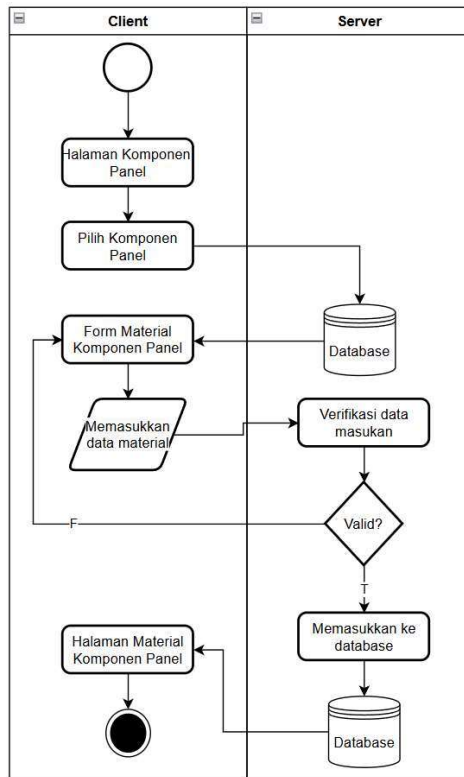 Client
Server
Halaman Komponen
Panel
Pilih Komponen
Panel
Form Material
Komponen Panel
Database
Memasukkan
data material
Verifikasi data
masukan
Valid?
F
T
Memasukkan ke
database
Halaman Material
Komponen Panel
Database